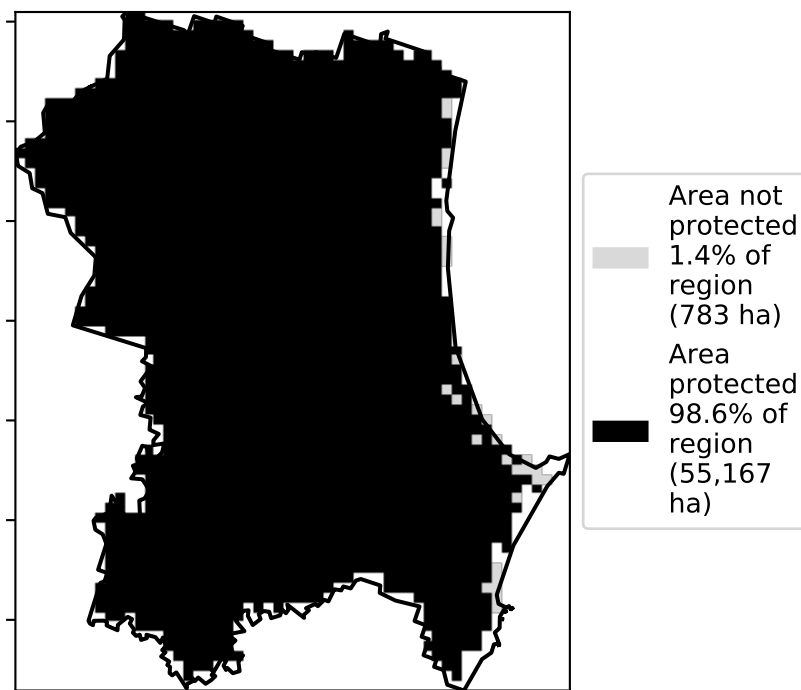 Area not
protected
1.4% of
region
(783 ha)
Area
protected
98.6% of
region
(55,167
ha)